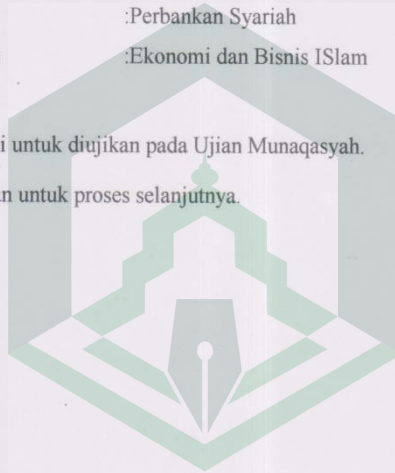 :Perbankan Syariah
:Ekonomi dan Bisnis ISlam
i untuk diujikan pada Ujian Munaqasyah.
n untuk proses selanjutnya.